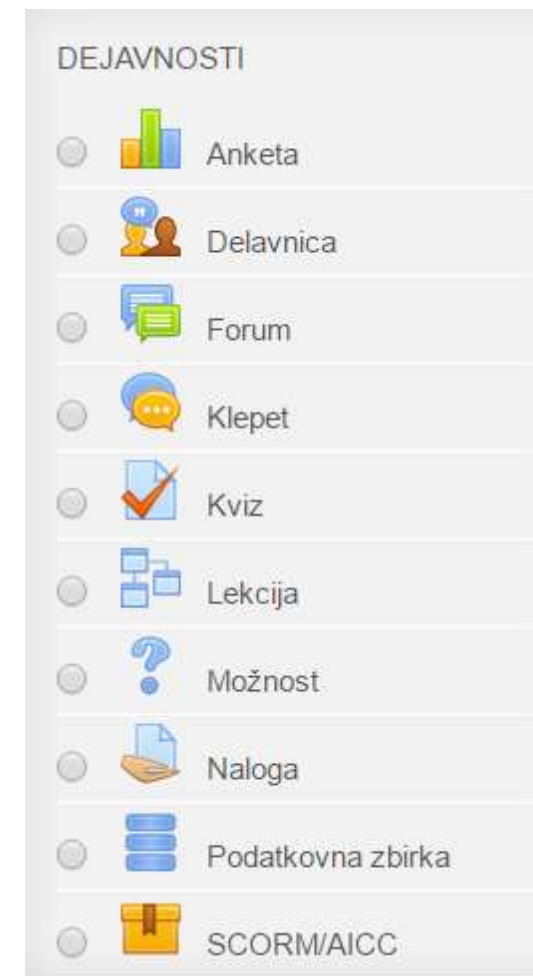 DEJAVNOSTI
Anketa
Delavnica
Forum
Klepet
Kviz
Lekcija
Možnost
Naloga
Podatkovna zbirka
SCORM/AICC